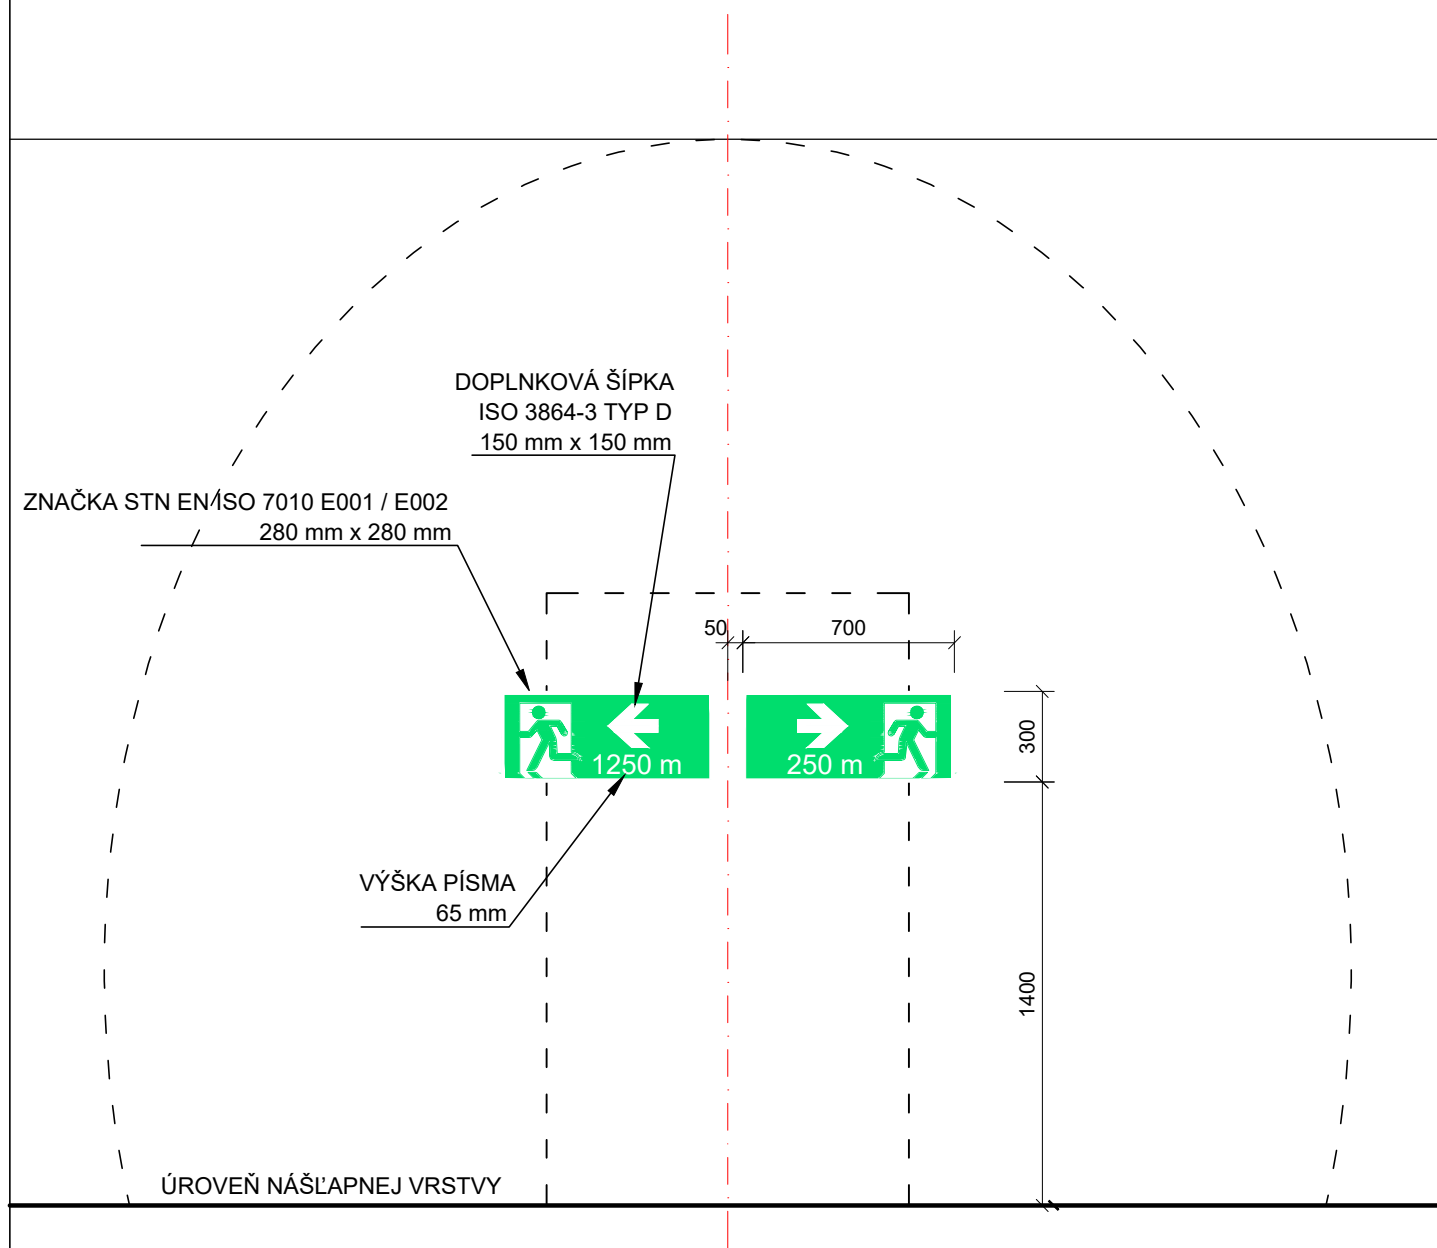 DOPLNKOVÁ ŠÍPKA
ISO 3864-3 TYP D
150 mm x 150 mm
ZNAČKA STN EN ISO 7010 E001 / E002
280 mm x 280 mm
50
700
1250 m
250 m
300
VÝŠKA PÍSMA
65 mm
1400
ÚROVEŇ NÁŠĽAPNEJ VRSTVY